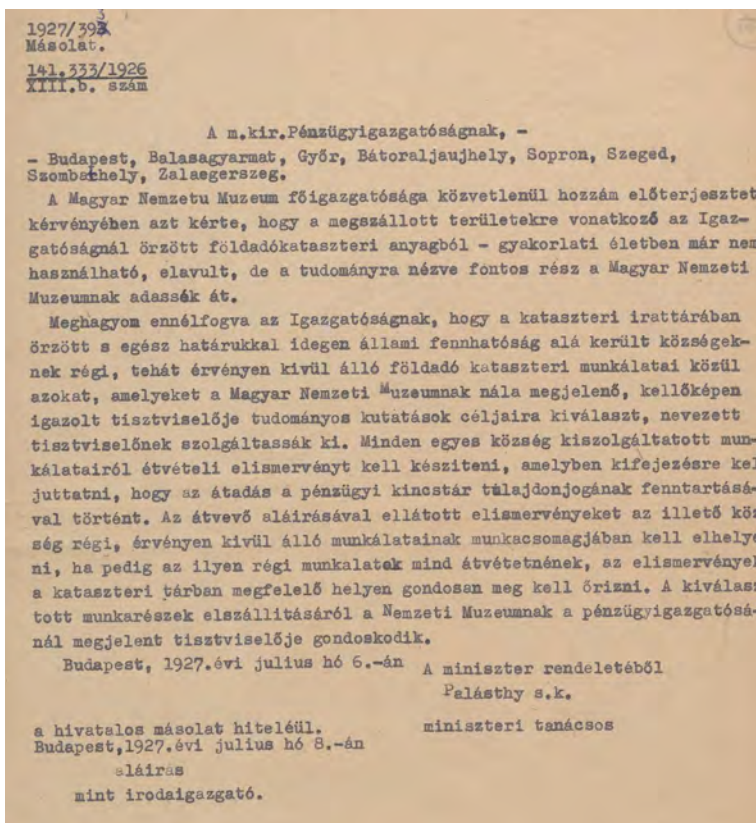 1927/393
Másolat.
141.333/1926
XIII.b. szám
A m.kir.Pénzügyigazgatóságnak, -
- Budapest, Balasagyarmat, Győr, Bátoraljaujhely, Sopron, Szeged,
Szombathely, Zalaegerszeg.
A Magyar Nemzetu Muzeum főigazgatósága közvetlenül hozzám előterjesztet
kérvényében azt kérte, hogy a megszállott területekre vonatkozó az Igaz-
gatóságnál örzött földadókataszteri anyagból - gyakorlati életben már nem
használható, elavult, de a tudományra nézve fontos rész a Magyar Nemzeti
Muzeumnak adassék át.
Meghagyom ennélfogva az Igazgatóságnak, hogy a kataszteri irattárában
örzött s egész határukkal idegen állami fennhatóság alá került községek-
nek régi, tehát érvényen kivül álló földadó kataszteri munkálatai közül
azokat, amelyeket a Magyar Nemzeti Muzeumnak nála megjelenő, kellőképen
igazolt tisztviselője tudományos kutatások céljaira kiválaszt, nevezett
tisztviselőnek szolgáltassák ki. Minden egyes község kiszolgáltatott mun-
kálatairól étvételi elismervényt kell késziteni, amelyben kifejezésre kel
juttatni, hogy az átadás a pénzügyi kincstár tulajdonjogának fenntartásá-
val történt. Az átvevő aláirásával ellátott elismervényeket az illető köz
ség régi, érvényen kivül álló munkálatainak munkacsomagjában kell elhelye
ni, ha pedig az ilyen régi munkalatok mind átvétetnének, az elismervénye
a kataszteri tárban megfelelő helyen gondosan meg kell őrizni. A kiválasz
tott munkarészek elszállitásáról a Nemzeti Muzeumnak a pénzügyigazgatósá-
nál megjelent tisztviselője gondoskodik.
Budapest, 1927.évi julius hó 6.-án
A miniszter rendeletéből
Palásthy s.k.
miniszteri tanácsos
a hivatalos másolat hiteléül.
Budapest,1927.évi julius hó 8.-án
aláirás
mint irodaigazgató.